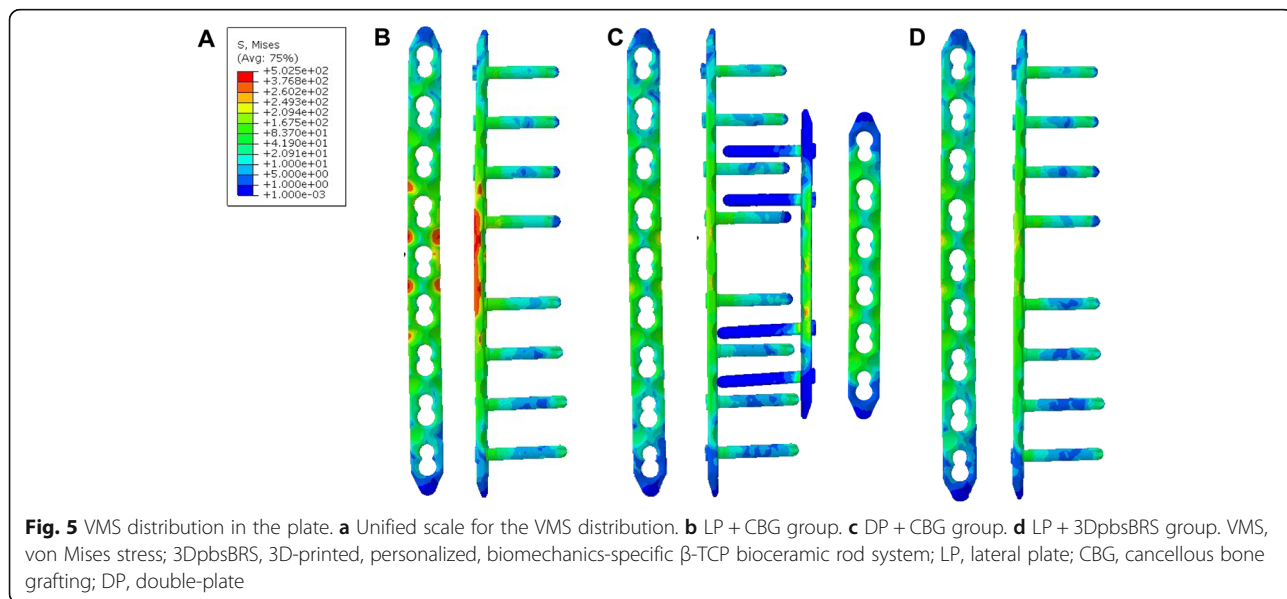 A
B
C
D
S, Mises
(Avg: 75%)
+5.025e+02
+3.768e+02
+2.602e+02
+2.493e+02
+2.094e+02
+1.675e+02
+8.370e+01
+4.190e+01
+2.091e+01
+1.000e+01
+5.000e+00
+1.000e+00
+1.000e-03
Fig. 5 VMS distribution in the plate. a Unified scale for the VMS distribution. b LP + CBG group. c DP + CBG group. d LP + 3DpbsBRS group. VMS,
von Mises stress; 3DpbsBRS, 3D-printed, personalized, biomechanics-specific β-TCP bioceramic rod system; LP, lateral plate; CBG, cancellous bone
grafting; DP, double-plate